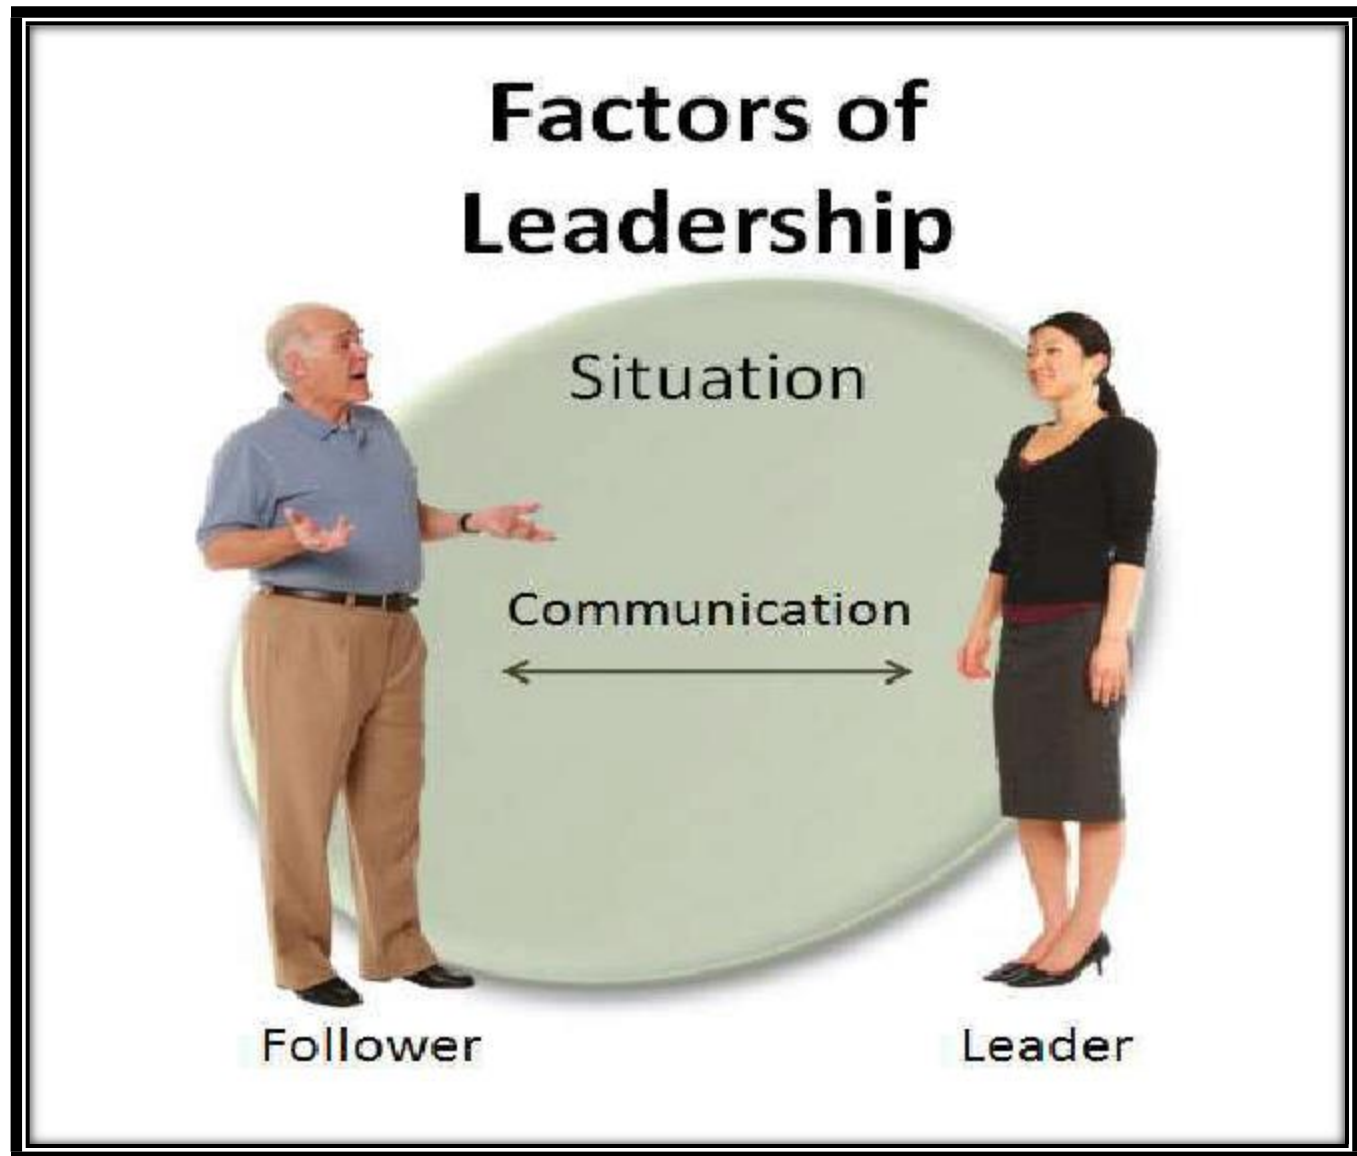 Factors of
Leadership
Situation
Communication
Follower
Leader